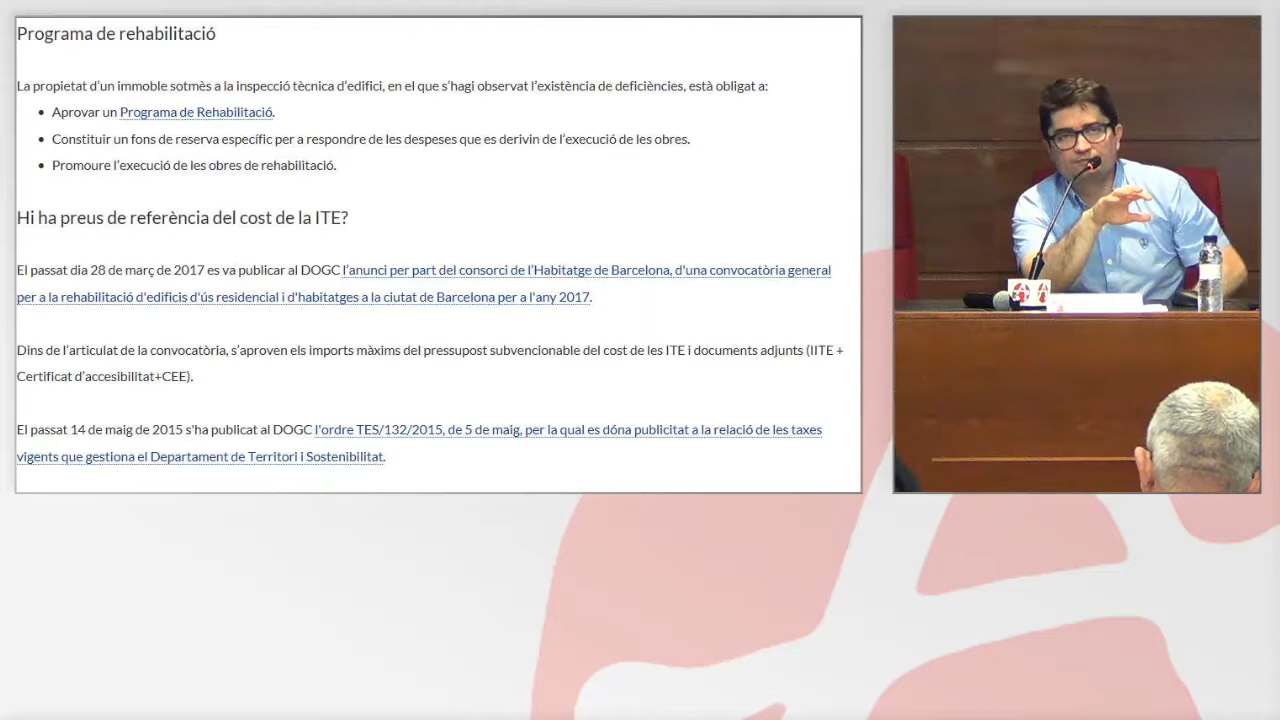 Programa de rehabilitació
La propietat d'un immoble sotmès a la inspecció tècnica d'edifici, en el que s'hagi observat l'existència de deficiències, està obligat a:
• Aprovar un Programa de Rehabilitació.
• Constituir un fons de reserva específic per a respondre de les despeses que es derivin de l'execució de les obres.
• Promoure l'execució de les obres de rehabilitació.
Hi ha preus de referència del cost de la ITE?
El passat dia 28 de març de 2017 es va publicar al DOGC l'anunci per part del consorci de l'Habitatge de Barcelona, d'una convocatòria general
per a la rehabilitació d'edificis d'ús residencial i d'habitatges a la ciutat de Barcelona per a l'any 2017.
Dins de l'articulat de la convocatòria, s'aproven els imports màxims del pressupost subvencionable del cost de les ITE i documents adjunts (IITE +
Certificat d'accesibilitat+CEE).
El passat 14 de maig de 2015 s'ha publicat al DOGC l'ordre TES/132/2015, de 5 de maig, per la qual es dóna publicitat a la relació de les taxes
vigents que gestiona el Departament de Territori i Sostenibilitat.